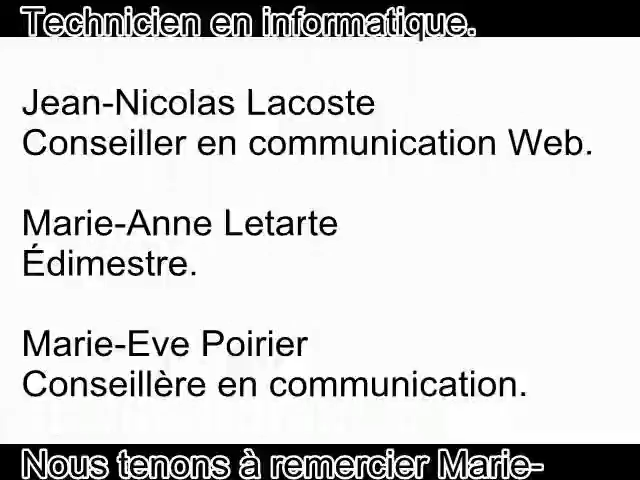 Technicien en informatique.
Jean-Nicolas Lacoste
Conseiller en communication Web.
Marie-Anne Letarte
Édimestre.
Marie-Eve Poirier
Conseillère en communication.
Nous tenons à remercier Marie-